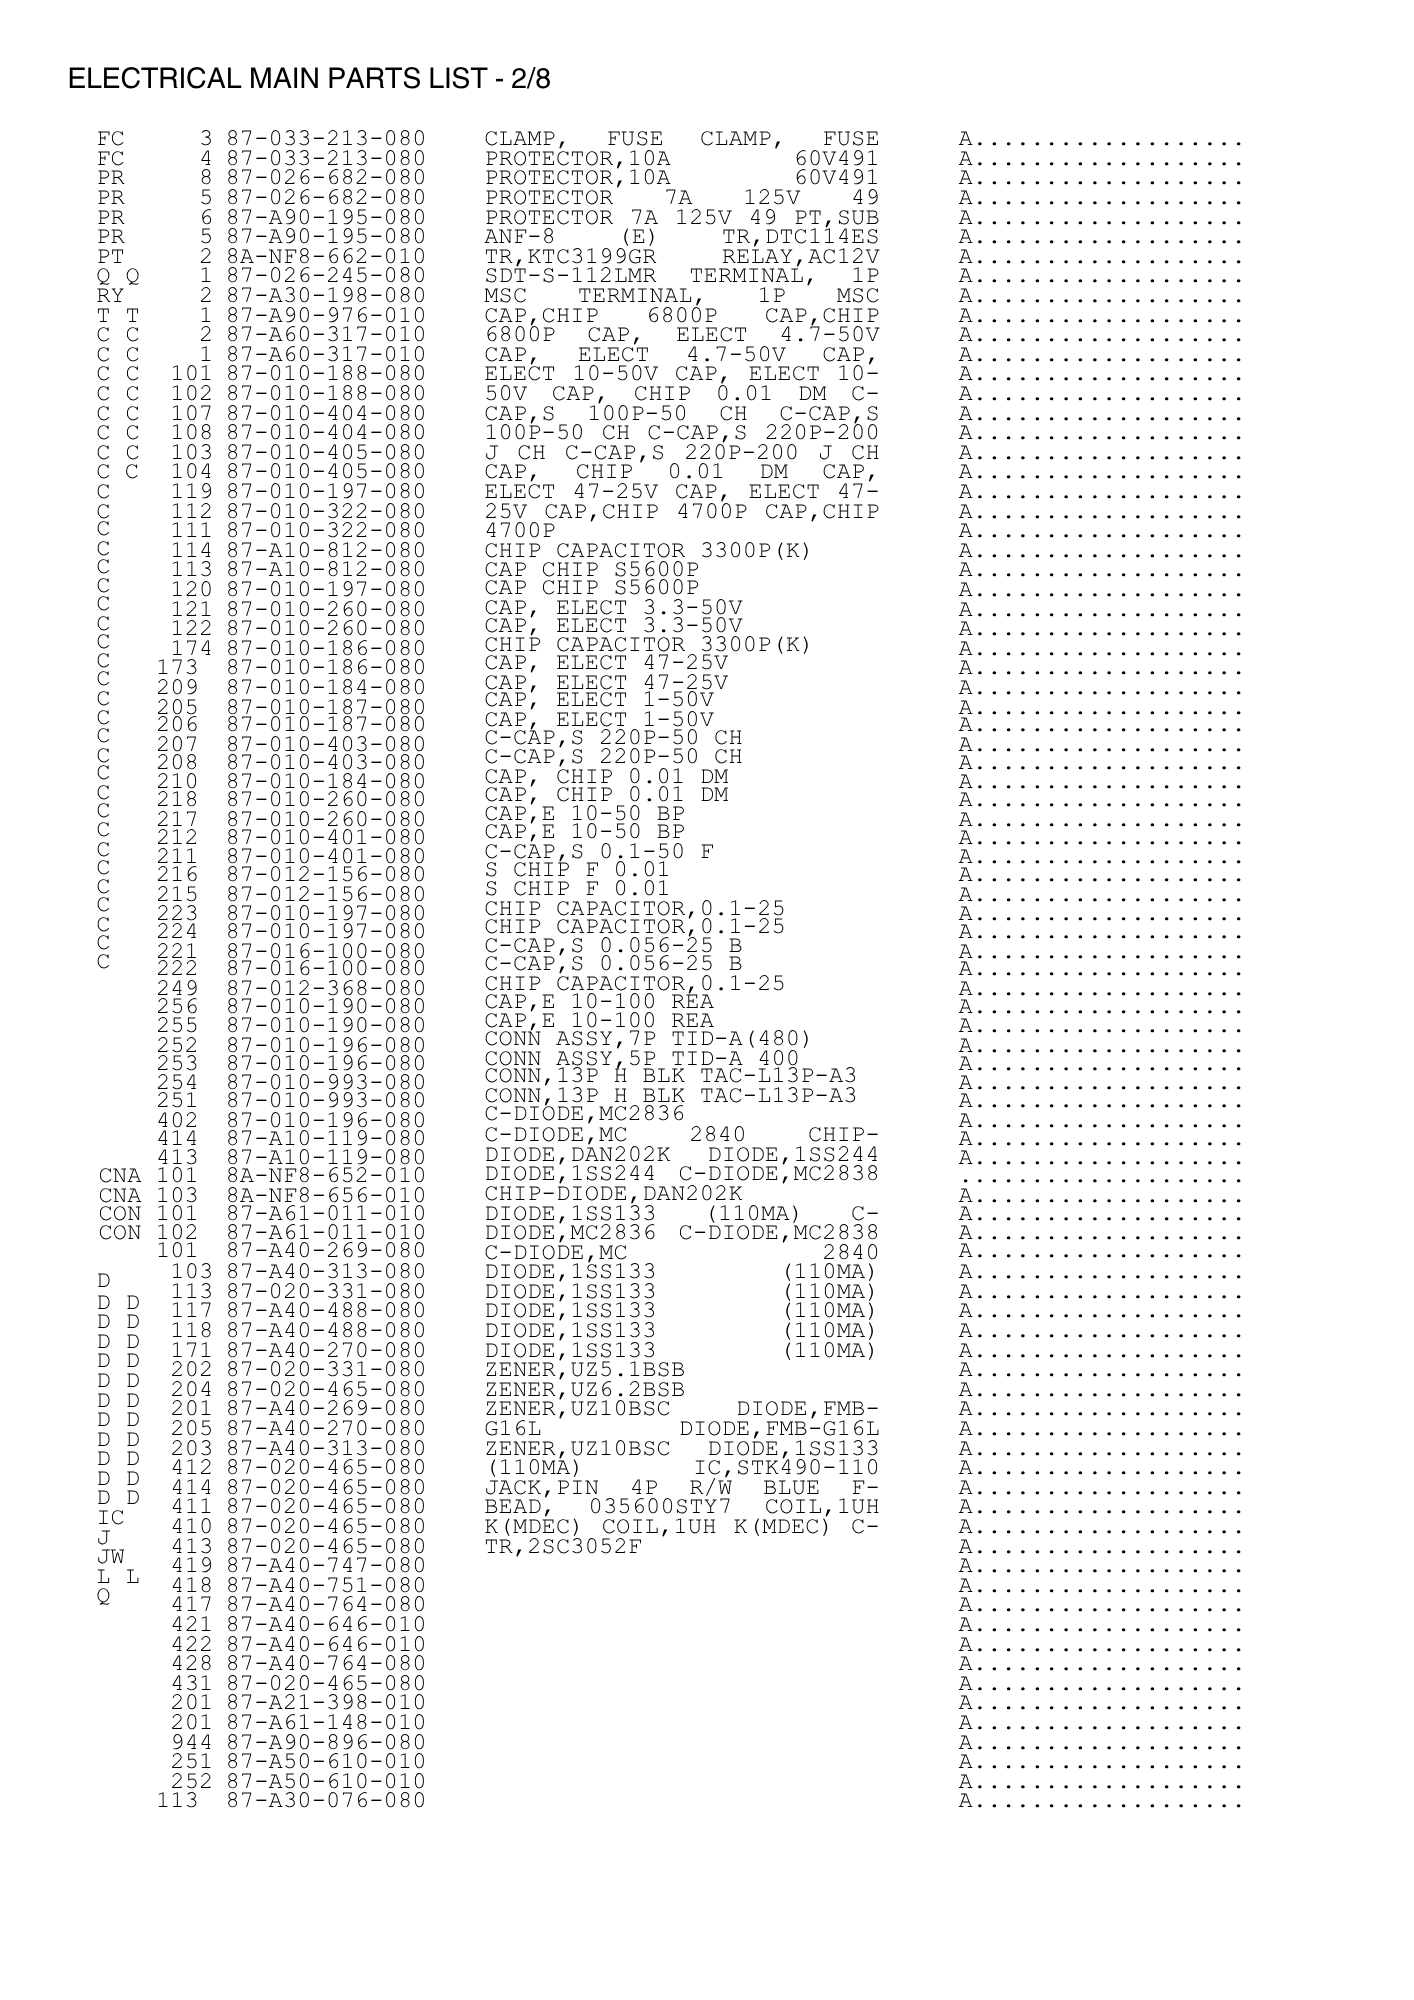 ELECTRICAL MAIN PARTS LIST - 2/8
FC 3 87-033-213-080 CLAMP, FUSE CLAMP, FUSE A...................
FC 4 87-033-213-080 PROTECTOR,10A 60V491 A...................
PR 8 87-026-682-080 PROTECTOR,10A 60V491 A...................
PR 5 87-026-682-080 PROTECTOR 7A 125V 49 A...................
PR 6 87-A90-195-080 PROTECTOR 7A 125V 49 PT,SUB A...................
PR 5 87-A90-195-080 ANF-8 (E) TR,DTC114ES A...................
PT 2 8A-NF8-662-010 TR,KTC3199GR RELAY,AC12V A...................
Q Q 1 87-026-245-080 SDT-S-112LMR TERMINAL, 1P A...................
RY 2 87-A30-198-080 MSC TERMINAL, 1P MSC A...................
T T 1 87-A90-976-010 CAP,CHIP 6800P CAP,CHIP A...................
C C 2 87-A60-317-010 6800P CAP, ELECT 4.7-50V A...................
C C 1 87-A60-317-010 CAP, ELECT 4.7-50V CAP, A...................
C C 101 87-010-188-080 ELECT 10-50V CAP, ELECT 10- A...................
C C 102 87-010-188-080 50V CAP, CHIP 0.01 DM C- A...................
C C 107 87-010-404-080 CAP,S 100P-50 CH C-CAP,S A...................
C C 108 87-010-404-080 100P-50 CH C-CAP,S 220P-200 A...................
C C 103 87-010-405-080 J CH C-CAP,S 220P-200 J CH A...................
C C 104 87-010-405-080 CAP, CHIP 0.01 DM CAP, A...................
C 119 87-010-197-080 ELECT 47-25V CAP, ELECT 47- A...................
C 112 87-010-322-080 25V CAP,CHIP 4700P CAP,CHIP A...................
C 111 87-010-322-080 4700P A...................
C 114 87-A10-812-080 CHIP CAPACITOR 3300P(K) A...................
C 113 87-A10-812-080 CAP CHIP S5600P A...................
C 120 87-010-197-080 CAP CHIP S5600P A...................
C 121 87-010-260-080 CAP, ELECT 3.3-50V A...................
C 122 87-010-260-080 CAP, ELECT 3.3-50V A...................
C 174 87-010-186-080 CHIP CAPACITOR 3300P(K) A...................
C 173 87-010-186-080 CAP, ELECT 47-25V A...................
C 209 87-010-184-080 CAP, ELECT 47-25V A...................
C 205 87-010-187-080 CAP, ELECT 1-50V A...................
C 206 87-010-187-080 CAP, ELECT 1-50V A...................
C 207 87-010-403-080 C-CAP,S 220P-50 CH A...................
C 208 87-010-403-080 C-CAP,S 220P-50 CH A...................
C 210 87-010-184-080 CAP, CHIP 0.01 DM A...................
C 218 87-010-260-080 CAP, CHIP 0.01 DM A...................
C 217 87-010-260-080 CAP,E 10-50 BP A...................
C 212 87-010-401-080 CAP,E 10-50 BP A...................
C 211 87-010-401-080 C-CAP,S 0.1-50 F A...................
C 216 87-012-156-080 S CHIP F 0.01 A...................
C 215 87-012-156-080 S CHIP F 0.01 A...................
C 223 87-010-197-080 CHIP CAPACITOR,0.1-25 A...................
C 224 87-010-197-080 CHIP CAPACITOR,0.1-25 A...................
C 221 87-016-100-080 C-CAP,S 0.056-25 B A...................
C 222 87-016-100-080 C-CAP,S 0.056-25 B A...................
249 87-012-368-080 CHIP CAPACITOR,0.1-25 A...................
256 87-010-190-080 CAP,E 10-100 REA A...................
255 87-010-190-080 CAP,E 10-100 REA A...................
252 87-010-196-080 CONN ASSY,7P TID-A(480) A...................
253 87-010-196-080 CONN ASSY,5P TID-A 400 A...................
254 87-010-993-080 CONN,13P H BLK TAC-L13P-A3 A...................
251 87-010-993-080 CONN,13P H BLK TAC-L13P-A3 A...................
402 87-010-196-080 C-DIODE,MC2836 A...................
414 87-A10-119-080 C-DIODE,MC 2840 CHIP- A...................
413 87-A10-119-080 DIODE,DAN202K DIODE,1SS244 A...................
CNA 101 8A-NF8-652-010 DIODE,1SS244 C-DIODE,MC2838 ....................
CNA 103 8A-NF8-656-010 CHIP-DIODE,DAN202K A...................
CON 101 87-A61-011-010 DIODE,1SS133 (110MA) C- A...................
CON 102 87-A61-011-010 DIODE,MC2836 C-DIODE,MC2838 A...................
101 87-A40-269-080 C-DIODE,MC 2840 A...................
D 103 87-A40-313-080 DIODE,1SS133 (110MA) A...................
D D 113 87-020-331-080 DIODE,1SS133 (110MA) A...................
D D 117 87-A40-488-080 DIODE,1SS133 (110MA) A...................
D D 118 87-A40-488-080 DIODE,1SS133 (110MA) A...................
D D 171 87-A40-270-080 DIODE,1SS133 (110MA) A...................
D D 202 87-020-331-080 ZENER,UZ5.1BSB A...................
D D 204 87-020-465-080 ZENER,UZ6.2BSB A...................
D D 201 87-A40-269-080 ZENER,UZ10BSC DIODE,FMB- A...................
D D 205 87-A40-270-080 G16L DIODE,FMB-G16L A...................
D D 203 87-A40-313-080 ZENER,UZ10BSC DIODE,1SS133 A...................
D D 412 87-020-465-080 (110MA) IC,STK490-110 A...................
D D 414 87-020-465-080 JACK,PIN 4P R/W BLUE F- A...................
IC 411 87-020-465-080 BEAD, 035600STY7 COIL,1UH A...................
J 410 87-020-465-080 K(MDEC) COIL,1UH K(MDEC) C- A...................
JW 413 87-020-465-080 TR,2SC3052F A...................
L L 419 87-A40-747-080 A...................
Q 418 87-A40-751-080 A...................
417 87-A40-764-080 A...................
421 87-A40-646-010 A...................
422 87-A40-646-010 A...................
428 87-A40-764-080 A...................
431 87-020-465-080 A...................
201 87-A21-398-010 A...................
201 87-A61-148-010 A...................
944 87-A90-896-080 A...................
251 87-A50-610-010 A...................
252 87-A50-610-010 A...................
113 87-A30-076-080 A...................